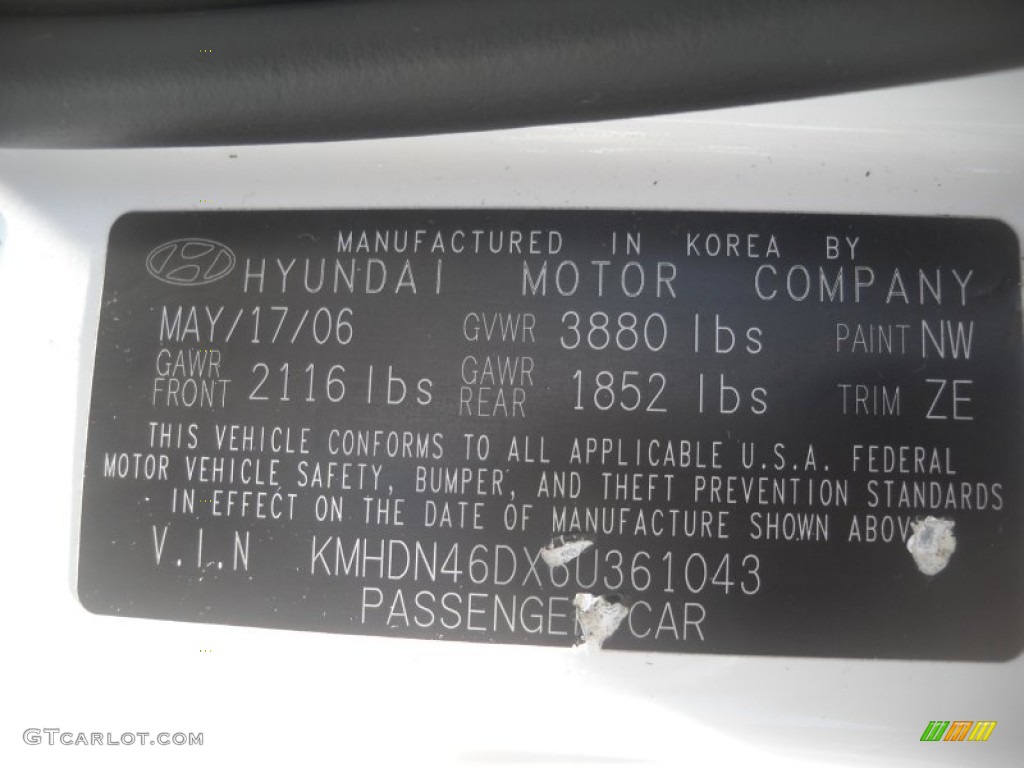 MANUFACTURED IN KOREA BY
HYUNDAI MOTOR COMPANY
MAY/17/06 GVWR 3880 lbs PAINT NW
GAWR FRONT 2116 lbs GAWR REAR 1852 lbs TRIM ZE
THIS VEHICLE CONFORMS TO ALL APPLICABLE U.S.A. FEDERAL
MOTOR VEHICLE SAFETY, BUMPER, AND THEFT PREVENTION STANDARDS
IN EFFECT ON THE DATE OF MANUFACTURE SHOWN ABOVE
V.I.N KMHDN46DX6U361043
PASSENGER CAR
GTCARLOT.COM